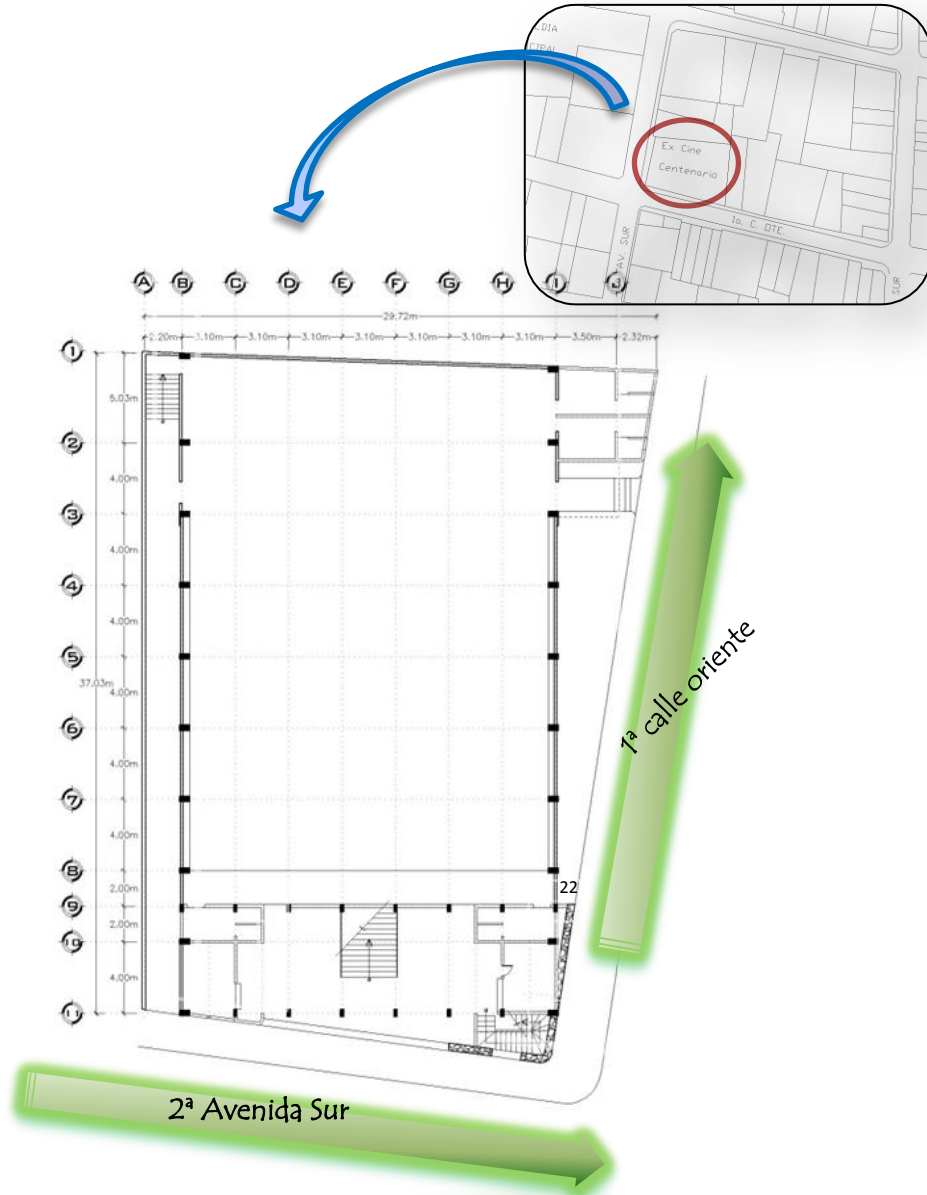 LDIA
CIPAL
Ex Cine
Centenario
1a. C. OTE.
AV. SUR
SUR
A B C D E F G H I J
29.72m
2.20m 3.10m 3.10m 3.10m 3.10m 3.10m 3.10m 3.10m 3.50m 2.32m
1
5.03m
2
4.00m
3
4.00m
4
4.00m
5
37.03m
4.00m
6
4.00m
7
4.00m
8
2.00m
22
9
2.00m
10
4.00m
11
1ª calle oriente
2ª Avenida Sur